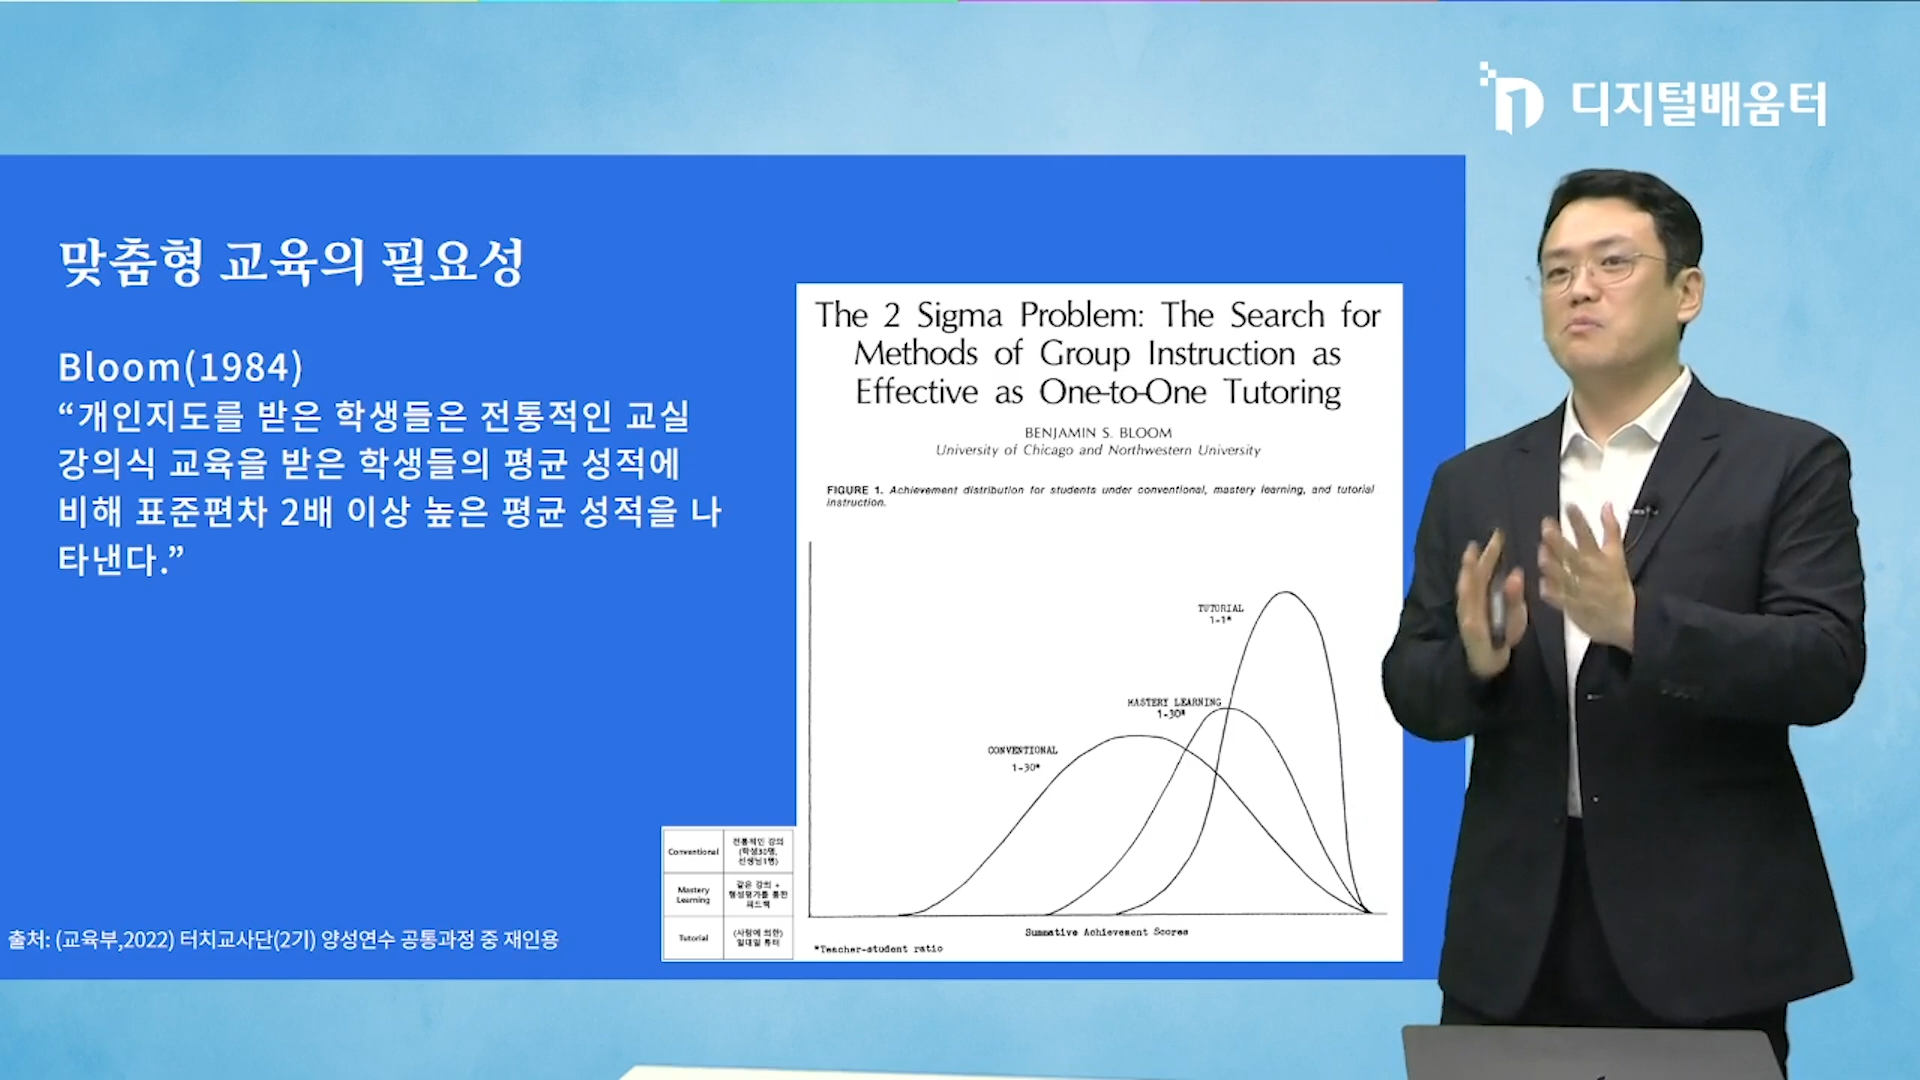 디지털배움터
맞춤형 교육의 필요성
Bloom(1984)
“개인지도를 받은 학생들은 전통적인 교실
강의식 교육을 받은 학생들의 평균 성적에
비해 표준편차 2배 이상 높은 평균 성적을 나
타낸다.”
The 2 Sigma Problem: The Search for
Methods of Group Instruction as
Effective as One-to-One Tutoring
BENJAMIN S. BLOOM
University of Chicago and Northwestern University
FIGURE 1. Achievement distribution for students under conventional, mastery learning, and tutorial
instruction.
TUTORIAL
1-1*
MASTERY LEARNING
1-30*
CONVENTIONAL
1-30*
Summative Achievement Scores
*Teacher-student ratio
Conventional
전통적인 강의
(학생30명,
선생님1명)
Mastery
Learning
같은 강의 +
형성평가를 통한
피드백
Tutorial
(사람에 의한)
일대일 튜터
출처: (교육부,2022) 터치교사단(2기) 양성연수 공통과정 중 재인용